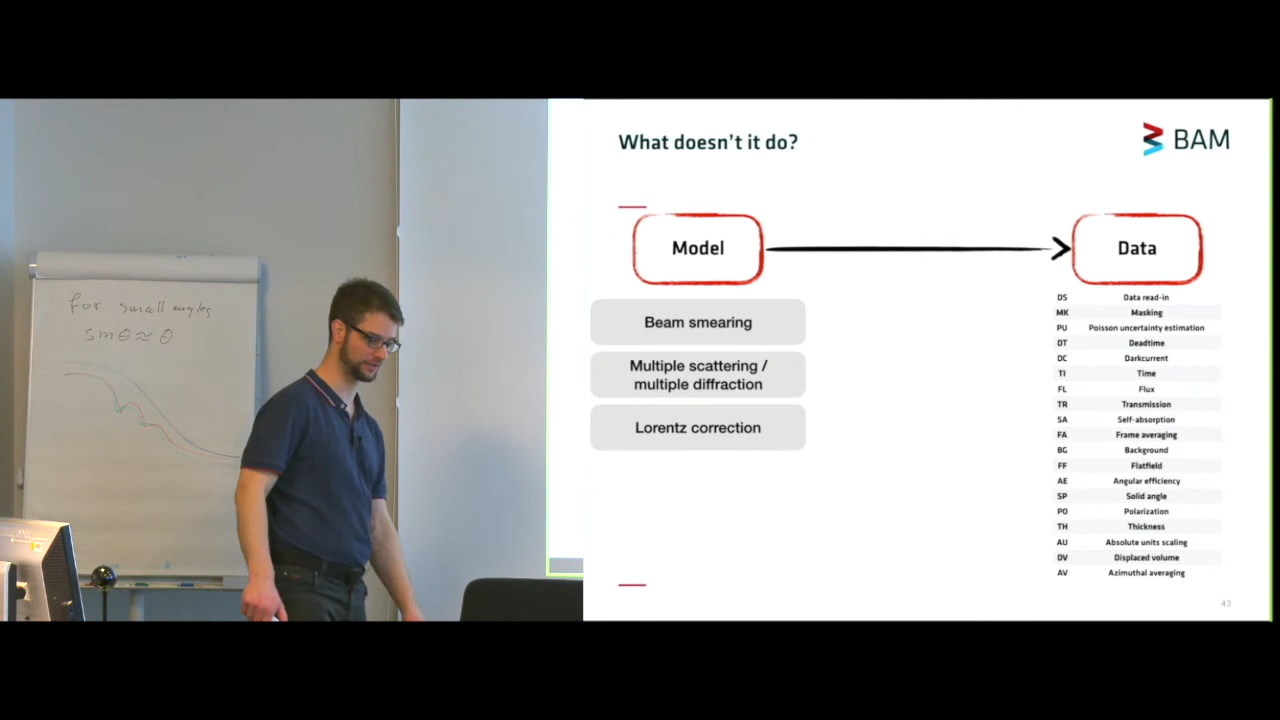 for small angles
sin θ ≈ θ
What doesn't it do?
BAM
Model
Data
Beam smearing
Multiple scattering /
multiple diffraction
Lorentz correction
DS Data read-in
MK Masking
PU Poisson uncertainty estimation
DT Deadtime
DC Darkcurrent
TI Time
FL Flux
TR Transmission
SA Self-absorption
FA Frame averaging
BG Background
FF Flatfield
AE Angular efficiency
SP Solid angle
PO Polarization
TH Thickness
AU Absolute units scaling
DV Displaced volume
AV Azimuthal averaging
43